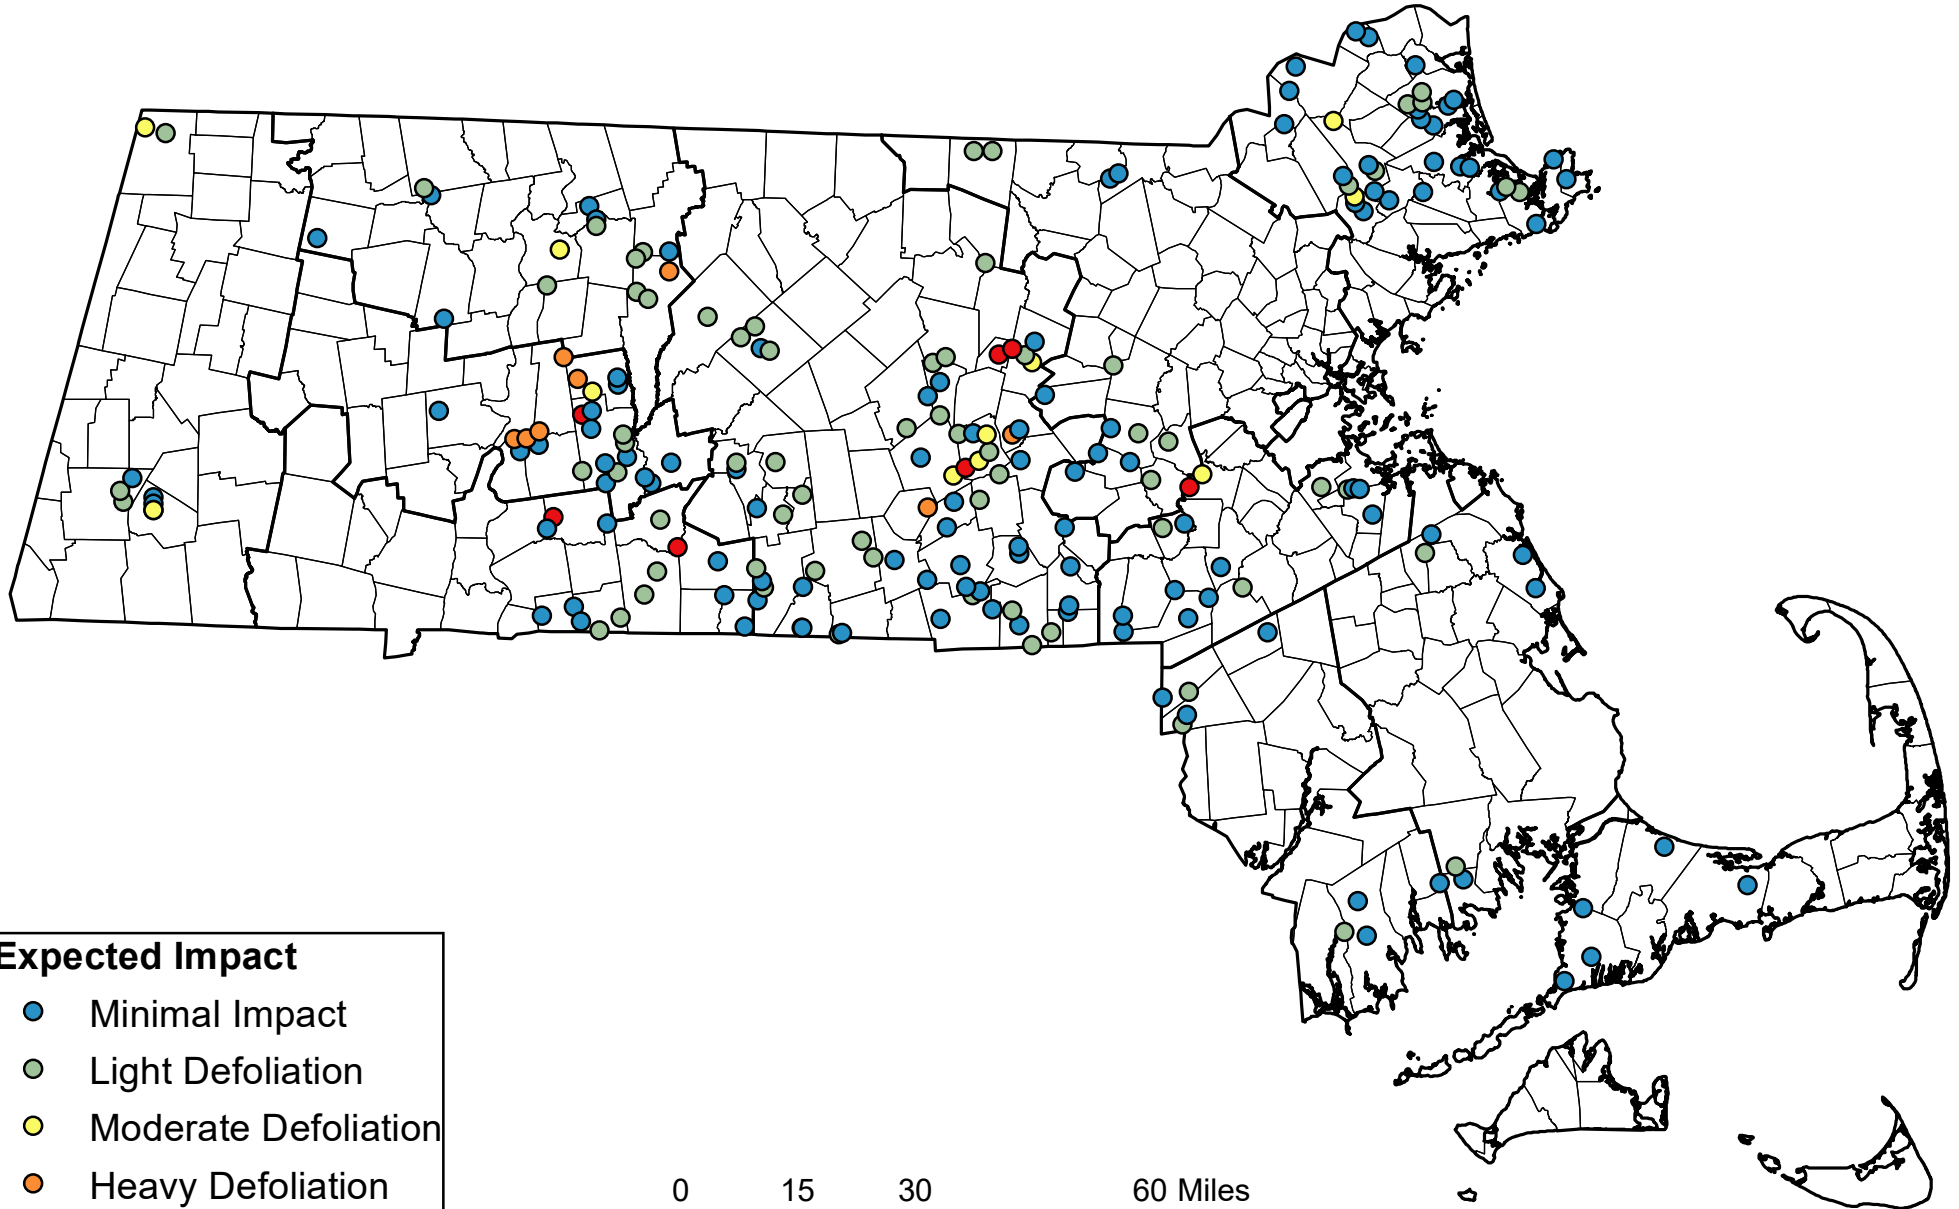 Expected Impact
Minimal Impact
Light Defoliation
Moderate Defoliation
Heavy Defoliation
0 15 30 60 Miles